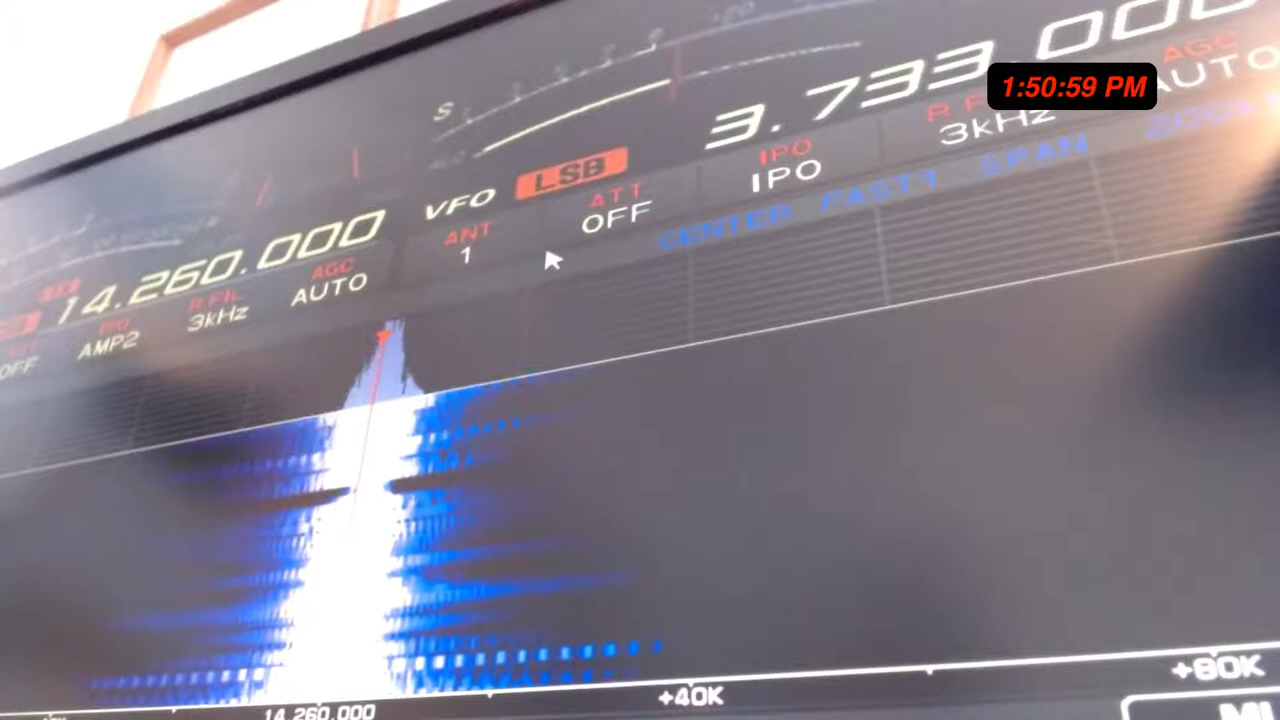 1:50:59 PM
S
3.733.000
AGC
AUTO
R.FIL
3kHz
IPO
IPO
LSB
VFO
ATT
OFF
ANT
1
CENTER FAST1 SPAN
14.260.000
AGC
AUTO
R.FIL
3kHz
IPO
AMP2
OFF
+80K
+40K
14.260.000